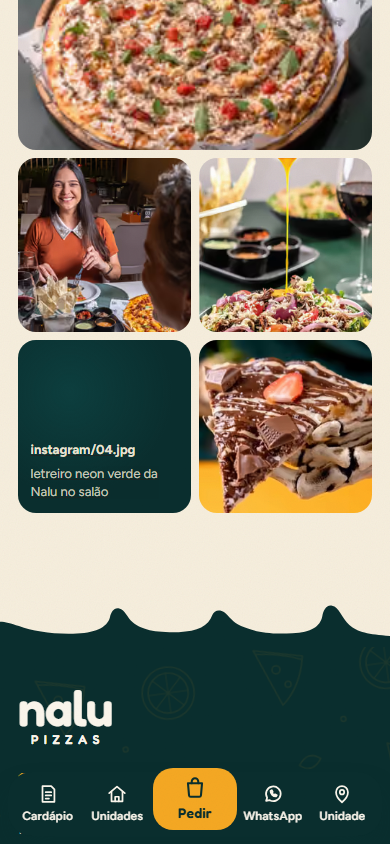 instagram/04.jpg
letreiro neon verde da
Nalu no salão
nalu
PIZZAS
Cardápio
Unidades
Pedir
WhatsApp
Unidade